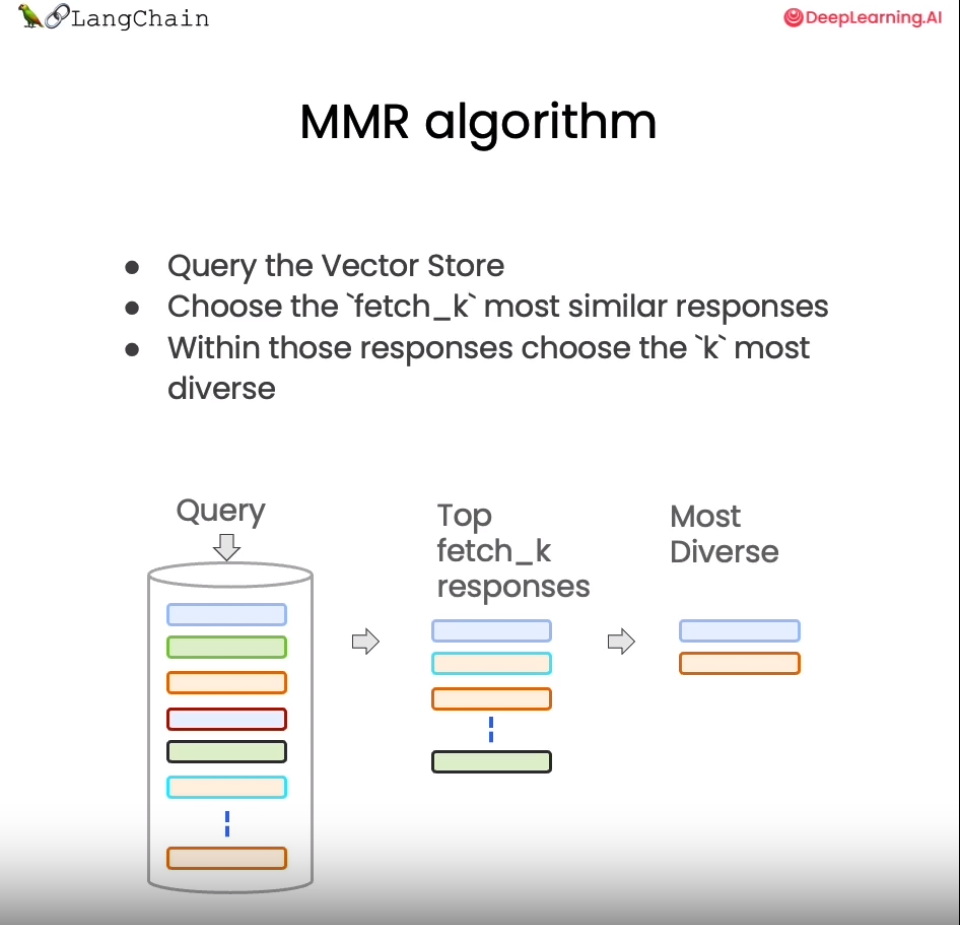 LangChain
DeepLearning.AI
MMR algorithm
● Query the Vector Store
● Choose the `fetch_k` most similar responses
● Within those responses choose the `k` most
diverse
Query
Top
fetch_k
responses
Most
Diverse